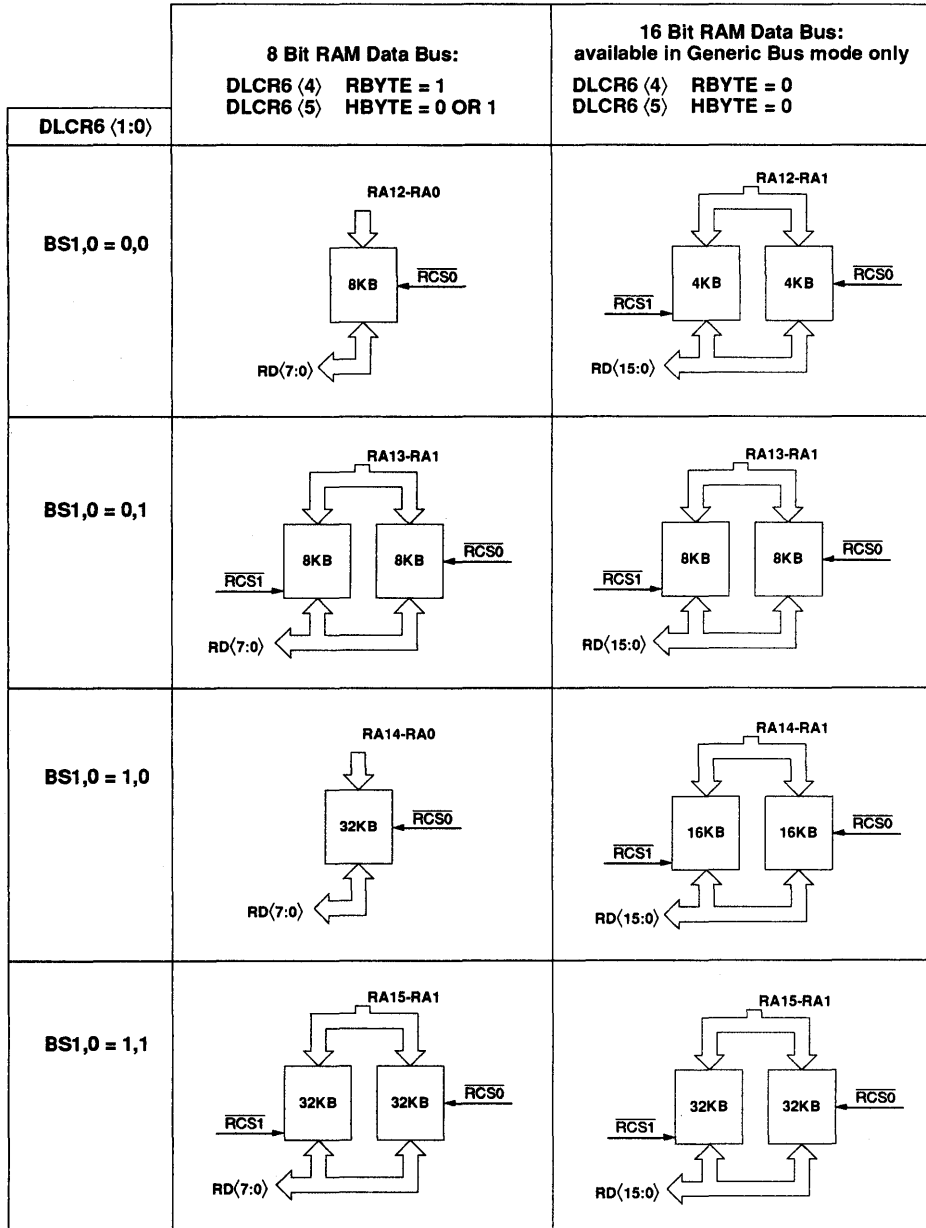 8 Bit RAM Data Bus:
DLCR6 ⟨4⟩ RBYTE = 1
DLCR6 ⟨5⟩ HBYTE = 0 OR 1
16 Bit RAM Data Bus:
available in Generic Bus mode only
DLCR6 ⟨4⟩ RBYTE = 0
DLCR6 ⟨5⟩ HBYTE = 0
DLCR6 ⟨1:0⟩
BS1,0 = 0,0
RA12-RA0
8KB
RCS0
RD⟨7:0⟩
RA12-RA1
4KB
4KB
RCS0
RCS1
RD⟨15:0⟩
BS1,0 = 0,1
RA13-RA1
8KB
8KB
RCS0
RCS1
RD⟨7:0⟩
RA13-RA1
8KB
8KB
RCS0
RCS1
RD⟨15:0⟩
BS1,0 = 1,0
RA14-RA0
32KB
RCS0
RD⟨7:0⟩
RA14-RA1
16KB
16KB
RCS0
RCS1
RD⟨15:0⟩
BS1,0 = 1,1
RA15-RA1
32KB
32KB
RCS0
RCS1
RD⟨7:0⟩
RA15-RA1
32KB
32KB
RCS0
RCS1
RD⟨15:0⟩